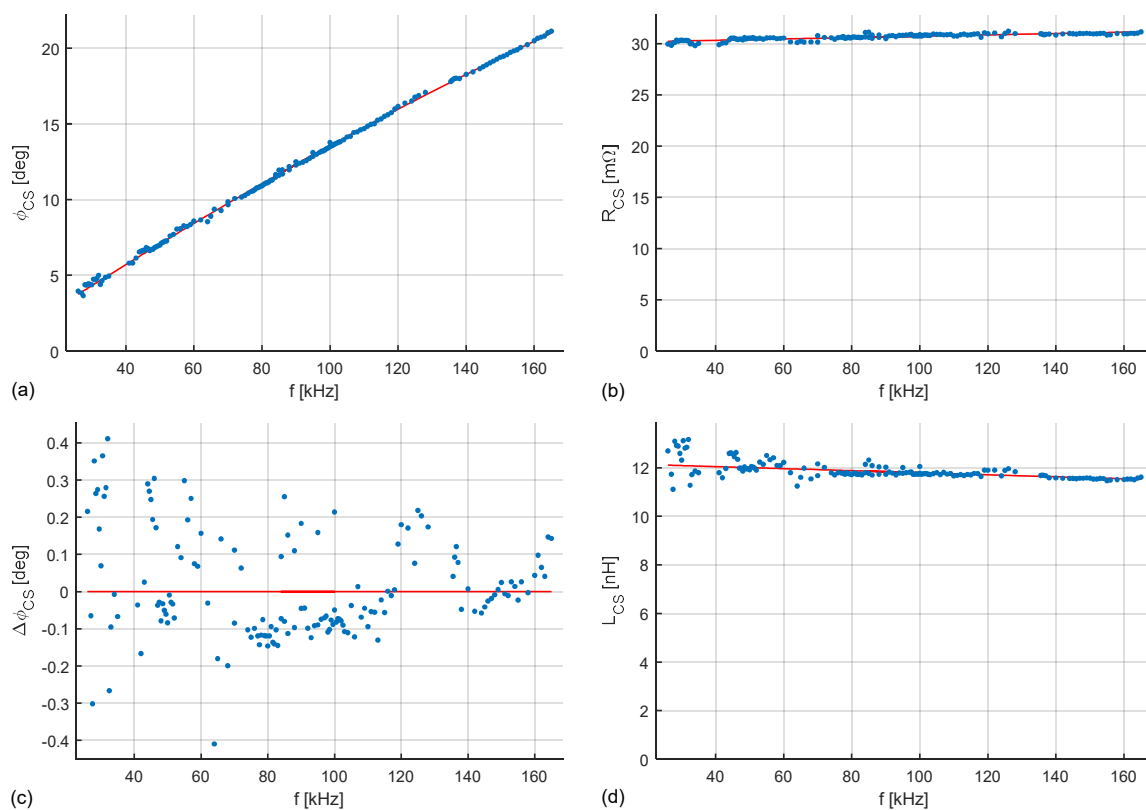 20
15
10
5
0
40 60 80 100 120 140 160
f [kHz]
ϕCS [deg]
(a)
30
25
20
15
10
5
0
40 60 80 100 120 140 160
f [kHz]
RCS [mΩ]
(b)
0.4
0.3
0.2
0.1
0
-0.1
-0.2
-0.3
-0.4
40 60 80 100 120 140 160
f [kHz]
ΔϕCS [deg]
(c)
12
10
8
6
4
2
0
40 60 80 100 120 140 160
f [kHz]
LCS [nH]
(d)